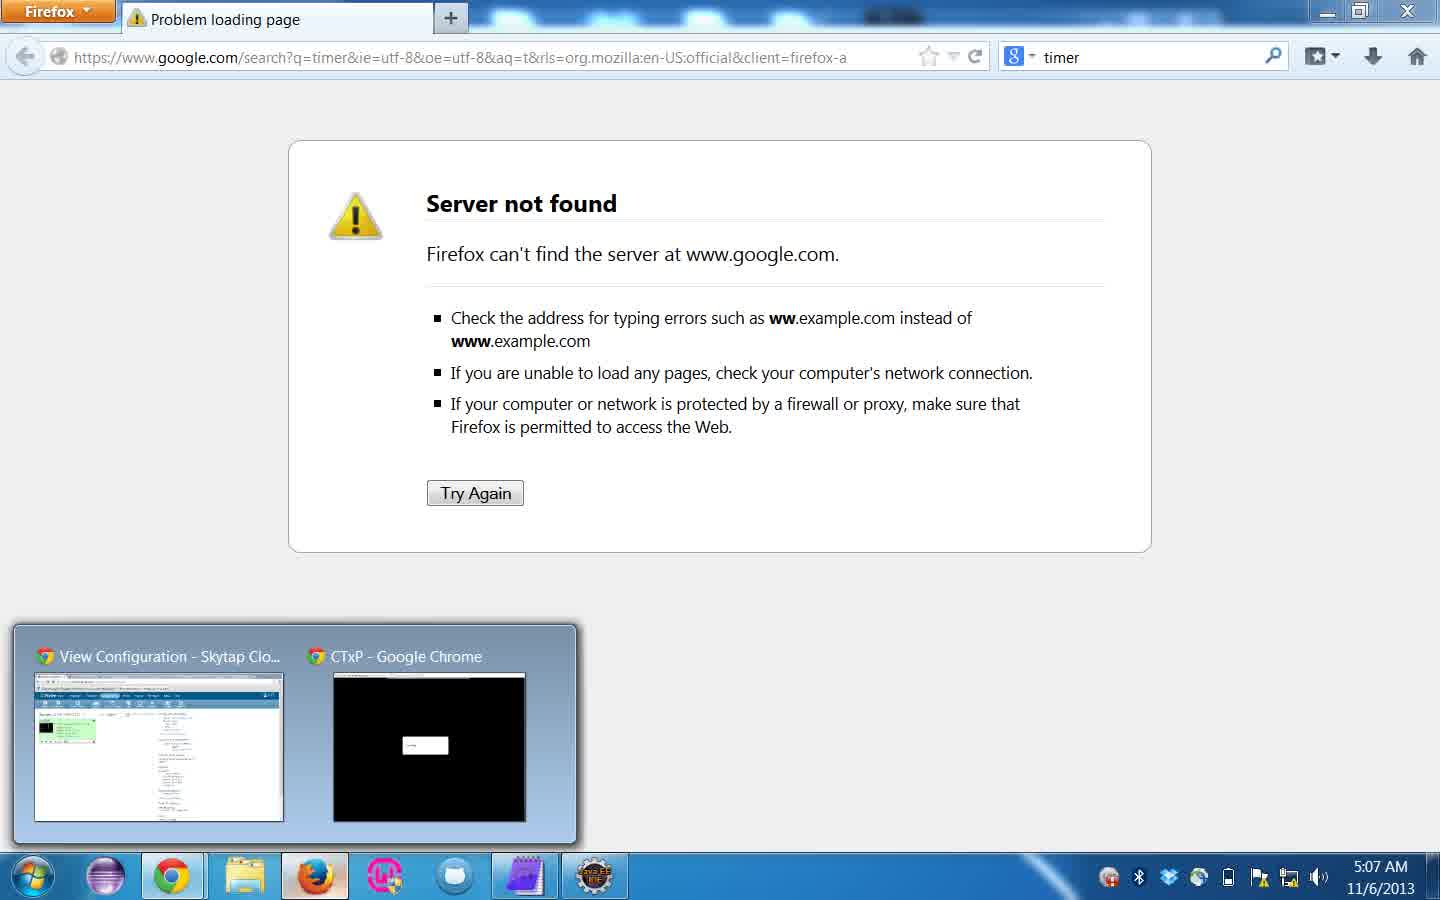 Firefox
Problem loading page
https://www.google.com/search?q=timer&ie=utf-8&oe=utf-8&aq=t&rls=org.mozilla:en-US:official&client=firefox-a
timer
Server not found
Firefox can't find the server at www.google.com.
Check the address for typing errors such as ww.example.com instead of
www.example.com
If you are unable to load any pages, check your computer's network connection.
If your computer or network is protected by a firewall or proxy, make sure that
Firefox is permitted to access the Web.
Try Again
View Configuration - Skytap Clo...
CTxP - Google Chrome
Java EE
IDE
5:07 AM
11/6/2013